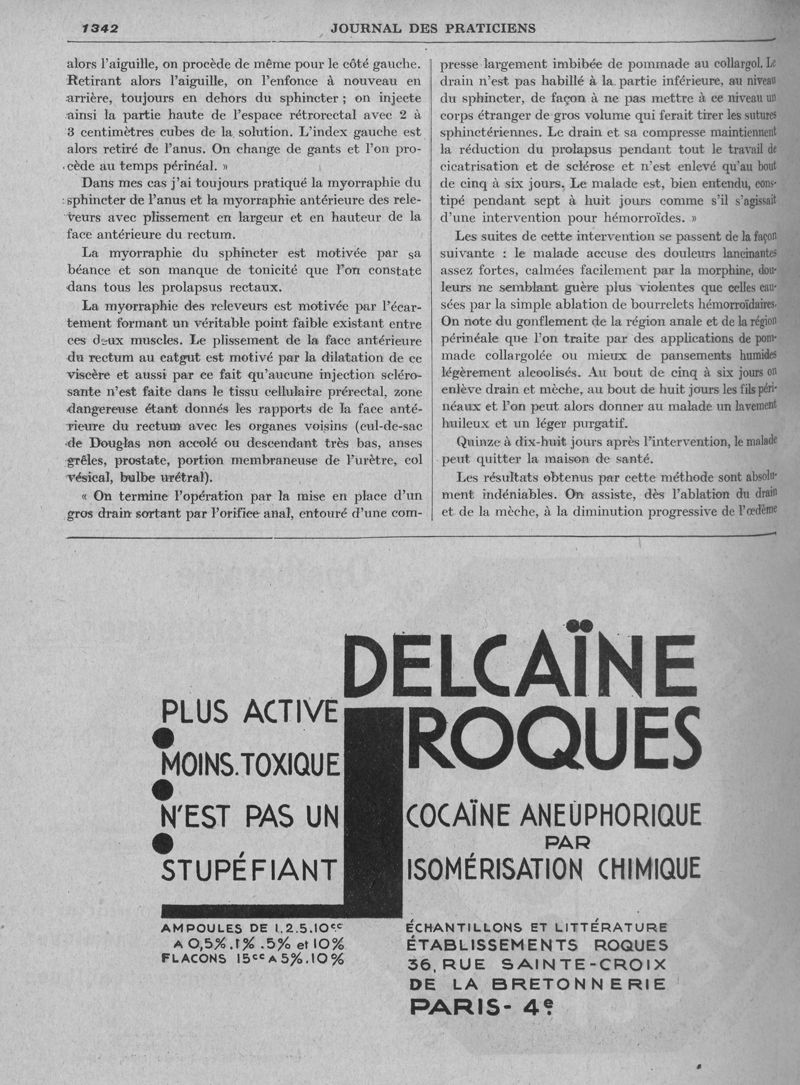 1342
JOURNAL DES PRATICIENS
alors l'aiguille, on procède de même pour le côté gauche.
Retirant alors l'aiguille, on l'enfonce à nouveau en
arrière, toujours en dehors du sphincter ; on injecte
ainsi la partie haute de l'espace rétrorectal avec 2 à
3 centimètres cubes de la solution. L'index gauche est
alors retiré de l'anus. On change de gants et l'on pro-
cède au temps périnéal. »
Dans mes cas j'ai toujours pratiqué la myorraphie du
sphincter de l'anus et la myorraphie antérieure des rele-
veurs avec plissement en largeur et en hauteur de la
face antérieure du rectum.
La myorraphie du sphincter est motivée par sa
béance et son manque de tonicité que l'on constate
dans tous les prolapsus rectaux.
La myorraphie des releveurs est motivée par l'écar-
tement formant un véritable point faible existant entre
ces deux muscles. Le plissement de la face antérieure
du rectum au catgut est motivé par la dilatation de ce
viscère et aussi par ce fait qu'aucune injection scléro-
sante n'est faite dans le tissu cellulaire prérectal, zone
dangereuse étant donnés les rapports de la face anté-
rieure du rectum avec les organes voisins (cul-de-sac
de Douglas non accolé ou descendant très bas, anses
grêles, prostate, portion membraneuse de l'urètre, col
vésical, bulbe urétral).
« On termine l'opération par la mise en place d'un
gros drain sortant par l'orifice anal, entouré d'une com-
presse largement imbibée de pommade au collargol. Le
drain n'est pas habillé à la partie inférieure, au niveau
du sphincter, de façon à ne pas mettre à ce niveau un
corps étranger de gros volume qui ferait tirer les sutures
sphinctériennes. Le drain et sa compresse maintiennent
la réduction du prolapsus pendant tout le travail de
cicatrisation et de sclérose et n'est enlevé qu'au bout
de cinq à six jours. Le malade est, bien entendu, cons-
tipé pendant sept à huit jours comme s'il s'agissait
d'une intervention pour hémorroïdes. »
Les suites de cette intervention se passent de la façon
suivante : le malade accuse des douleurs lancinantes
assez fortes, calmées facilement par la morphine, dou-
leurs ne semblant guère plus violentes que celles cau-
sées par la simple ablation de bourrelets hémorroïdaires.
On note du gonflement de la région anale et de la région
périnéale que l'on traite par des applications de pom-
made collargolée ou mieux de pansements humides
légèrement alcoolisés. Au bout de cinq à six jours on
enlève drain et mèche, au bout de huit jours les fils péri-
néaux et l'on peut alors donner au malade un lavement
huileux et un léger purgatif.
Quinze à dix-huit jours après l'intervention, le malade
peut quitter la maison de santé.
Les résultats obtenus par cette méthode sont absolu-
ment indéniables. On assiste, dès l'ablation du drain
et de la mèche, à la diminution progressive de l'œdème
DELCAÏNE
ROQUES
PLUS ACTIVE
MOINS.TOXIQUE
N'EST PAS UN
STUPÉFIANT
COCAÏNE ANEUPHORIQUE
PAR
ISOMÉRISATION CHIMIQUE
AMPOULES DE 1.2.5.10cc
A 0,5%.1%.5% et 10%
FLACONS 15cc A 5%.10%
ÉCHANTILLONS ET LITTÉRATURE
ÉTABLISSEMENTS ROQUES
36, RUE SAINTE-CROIX
DE LA BRETONNERIE
PARIS-4e